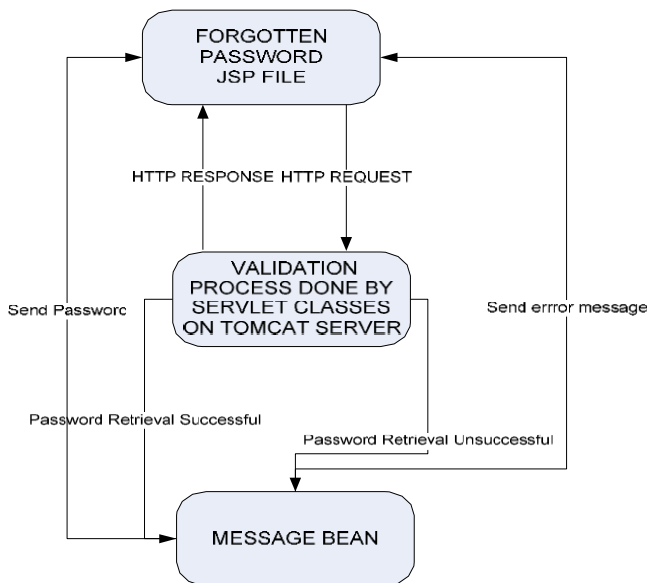 FORGOTTEN
PASSWORD
JSP FILE
HTTP RESPONSE
HTTP REQUEST
VALIDATION
PROCESS DONE BY
SERVLET CLASSES
ON TOMCAT SERVER
Send Password
Send errror message
Password Retrieval Successful
Password Retrieval Unsuccessful
MESSAGE BEAN